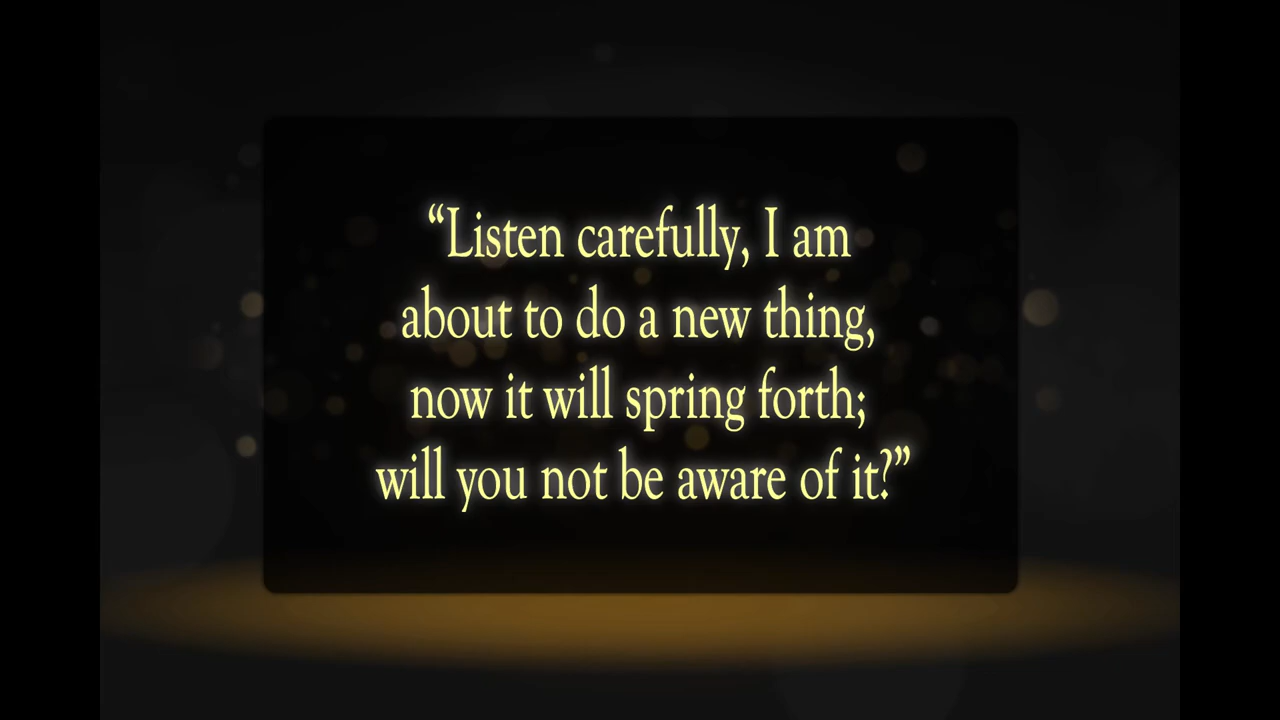 “Listen carefully, I am
about to do a new thing,
now it will spring forth;
will you not be aware of it?”